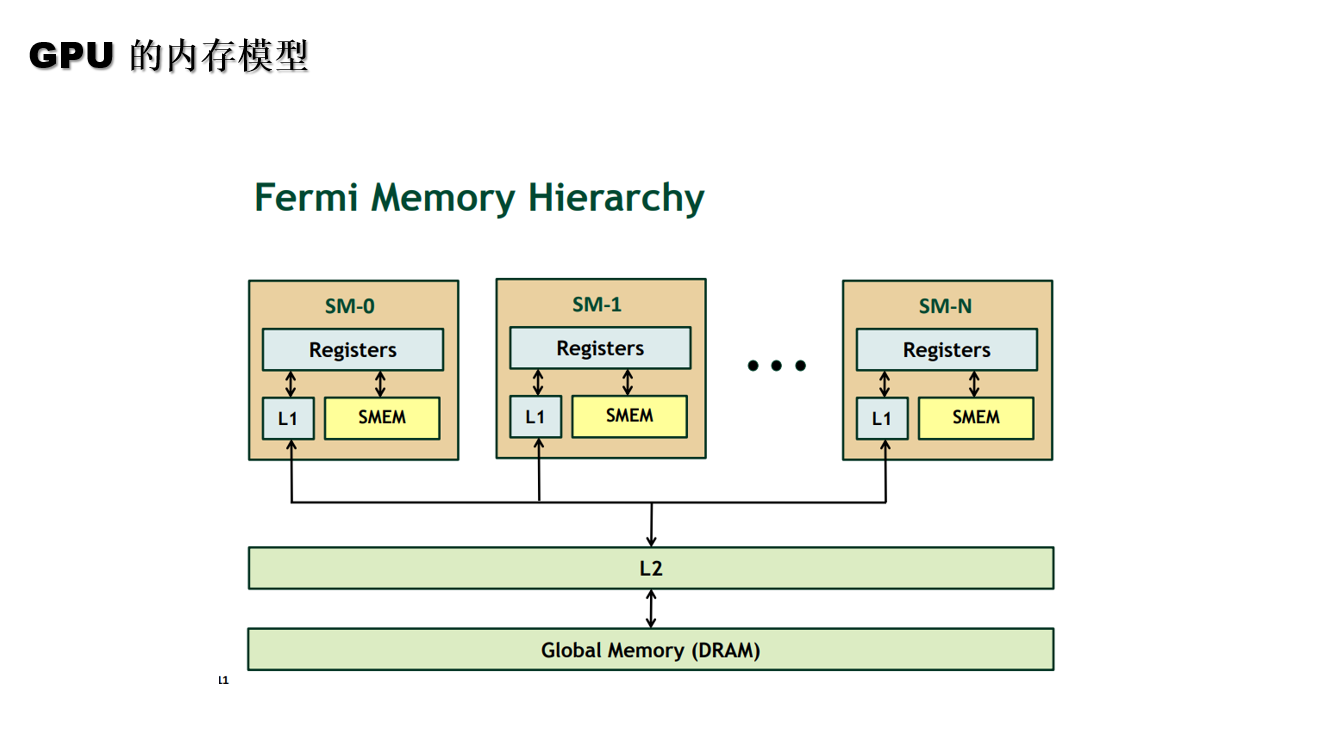 GPU 的内存模型
Fermi Memory Hierarchy
SM-0
SM-1
SM-N
Registers
Registers
Registers
L1
SMEM
L1
SMEM
L1
SMEM
L2
Global Memory (DRAM)
11